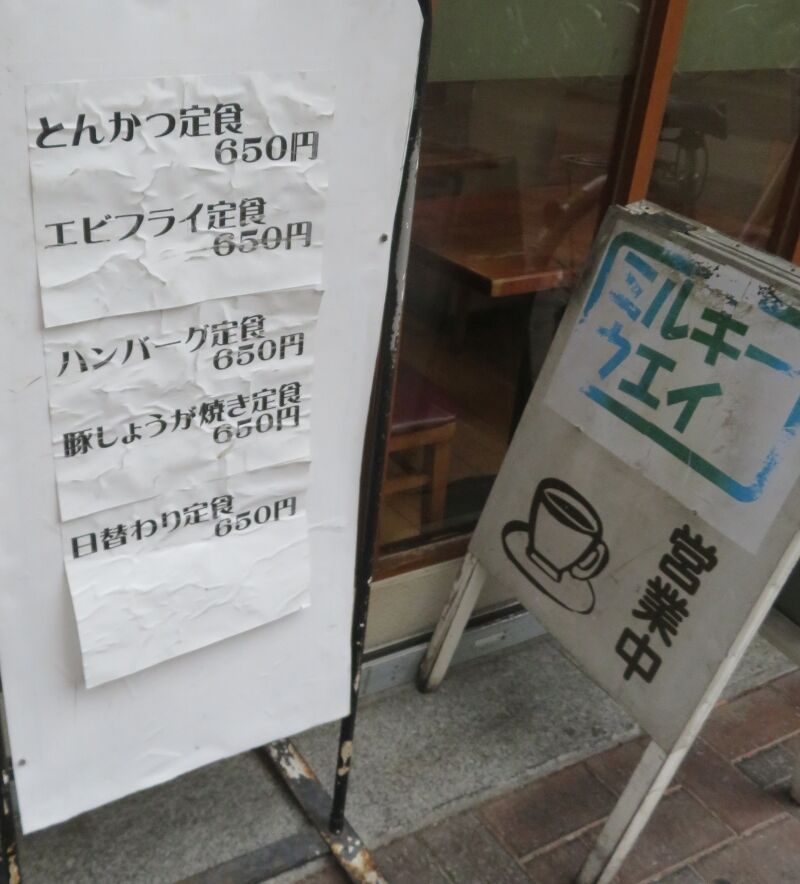 とんかつ定食
650円
エビフライ定食
650円
ハンバーグ定食
650円
豚しょうが焼き定食
650円
日替わり定食
650円
ミルキー
ウェイ
営業中